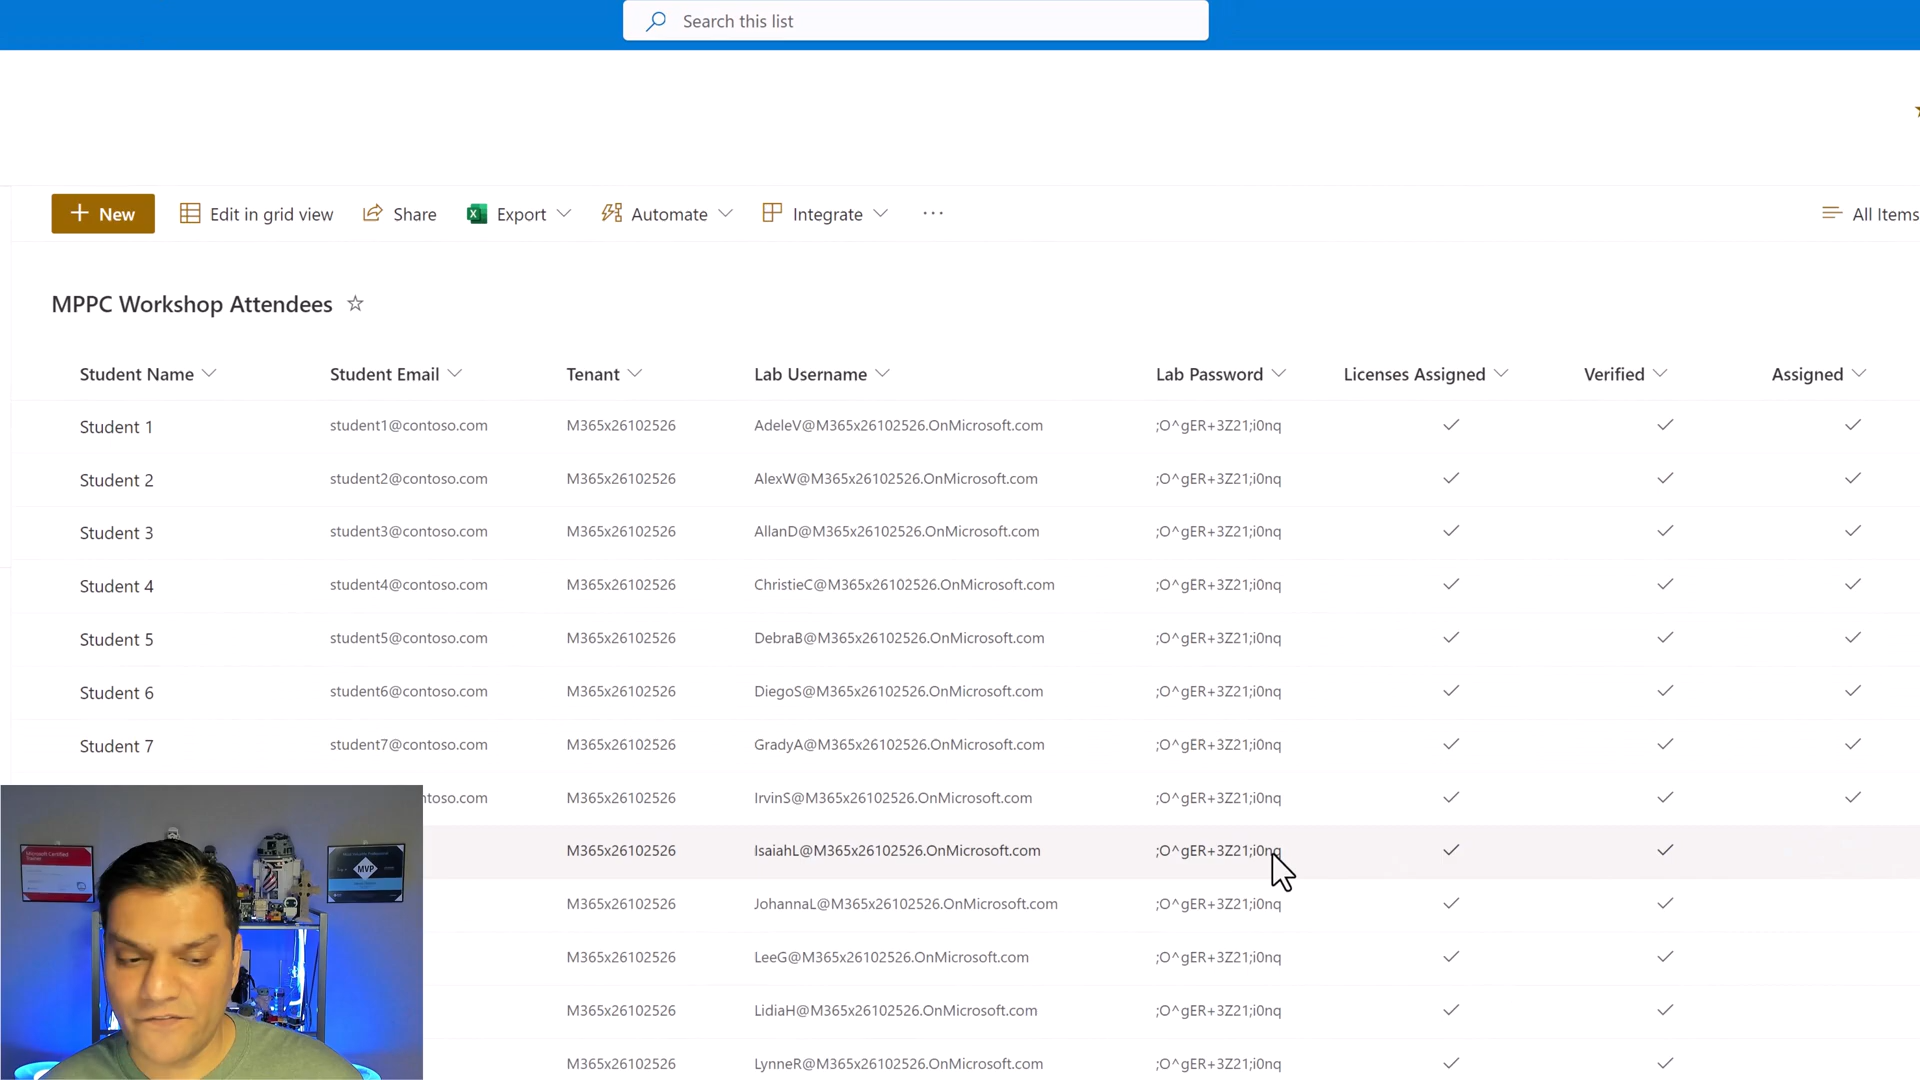 Search this list
+ New Edit in grid view Share Export Automate Integrate ··· All Items
MPPC Workshop Attendees
Student Name Student Email Tenant Lab Username Lab Password Licenses Assigned Verified Assigned
Student 1 student1@contoso.com M365x26102526 AdeleV@M365x26102526.OnMicrosoft.com ;O^gER+3Z21;i0nq
Student 2 student2@contoso.com M365x26102526 AlexW@M365x26102526.OnMicrosoft.com ;O^gER+3Z21;i0nq
Student 3 student3@contoso.com M365x26102526 AllanD@M365x26102526.OnMicrosoft.com ;O^gER+3Z21;i0nq
Student 4 student4@contoso.com M365x26102526 ChristieC@M365x26102526.OnMicrosoft.com ;O^gER+3Z21;i0nq
Student 5 student5@contoso.com M365x26102526 DebraB@M365x26102526.OnMicrosoft.com ;O^gER+3Z21;i0nq
Student 6 student6@contoso.com M365x26102526 DiegoS@M365x26102526.OnMicrosoft.com ;O^gER+3Z21;i0nq
Student 7 student7@contoso.com M365x26102526 GradyA@M365x26102526.OnMicrosoft.com ;O^gER+3Z21;i0nq
ntoso.com M365x26102526 IrvinS@M365x26102526.OnMicrosoft.com ;O^gER+3Z21;i0nq
M365x26102526 IsaiahL@M365x26102526.OnMicrosoft.com ;O^gER+3Z21;i0nq
M365x26102526 JohannaL@M365x26102526.OnMicrosoft.com ;O^gER+3Z21;i0nq
M365x26102526 LeeG@M365x26102526.OnMicrosoft.com ;O^gER+3Z21;i0nq
M365x26102526 LidiaH@M365x26102526.OnMicrosoft.com ;O^gER+3Z21;i0nq
M365x26102526 LynneR@M365x26102526.OnMicrosoft.com ;O^gER+3Z21;i0nq
Microsoft Certified
Trainer
MVP